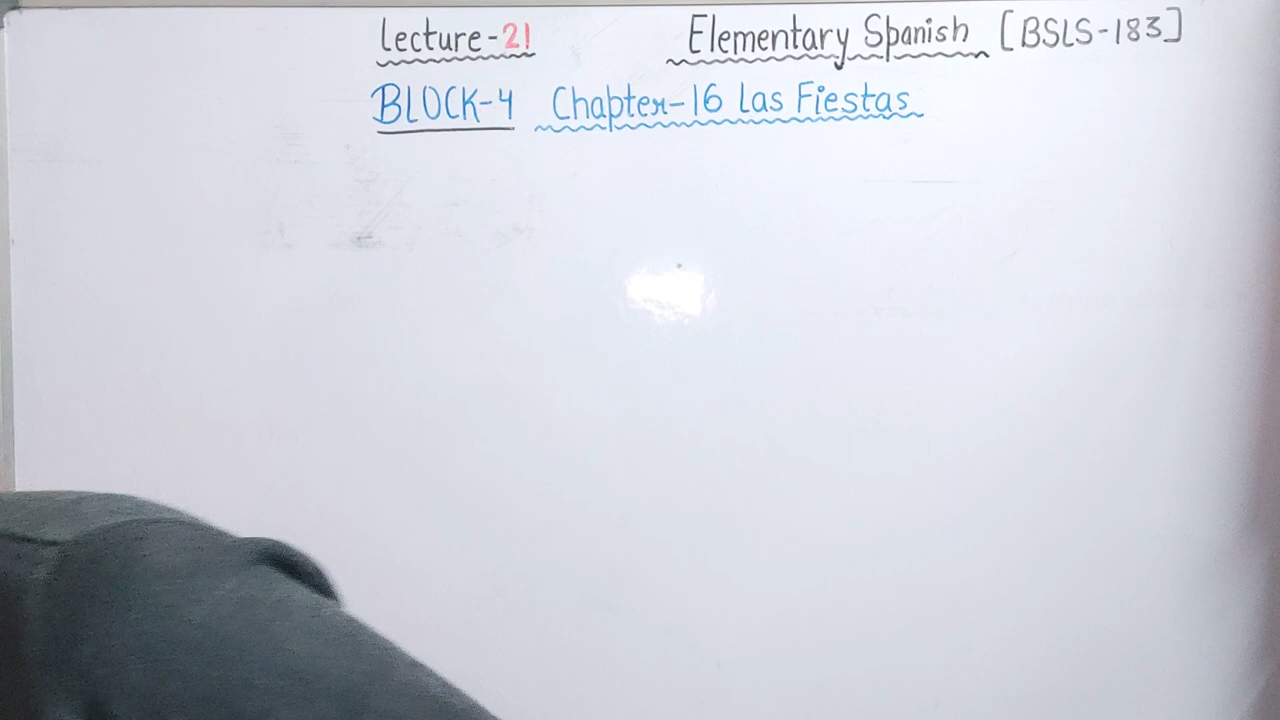 Lecture-21 Elementary Spanish [BSLS-183]
BLOCK-4 Chapter-16 Las Fiestas